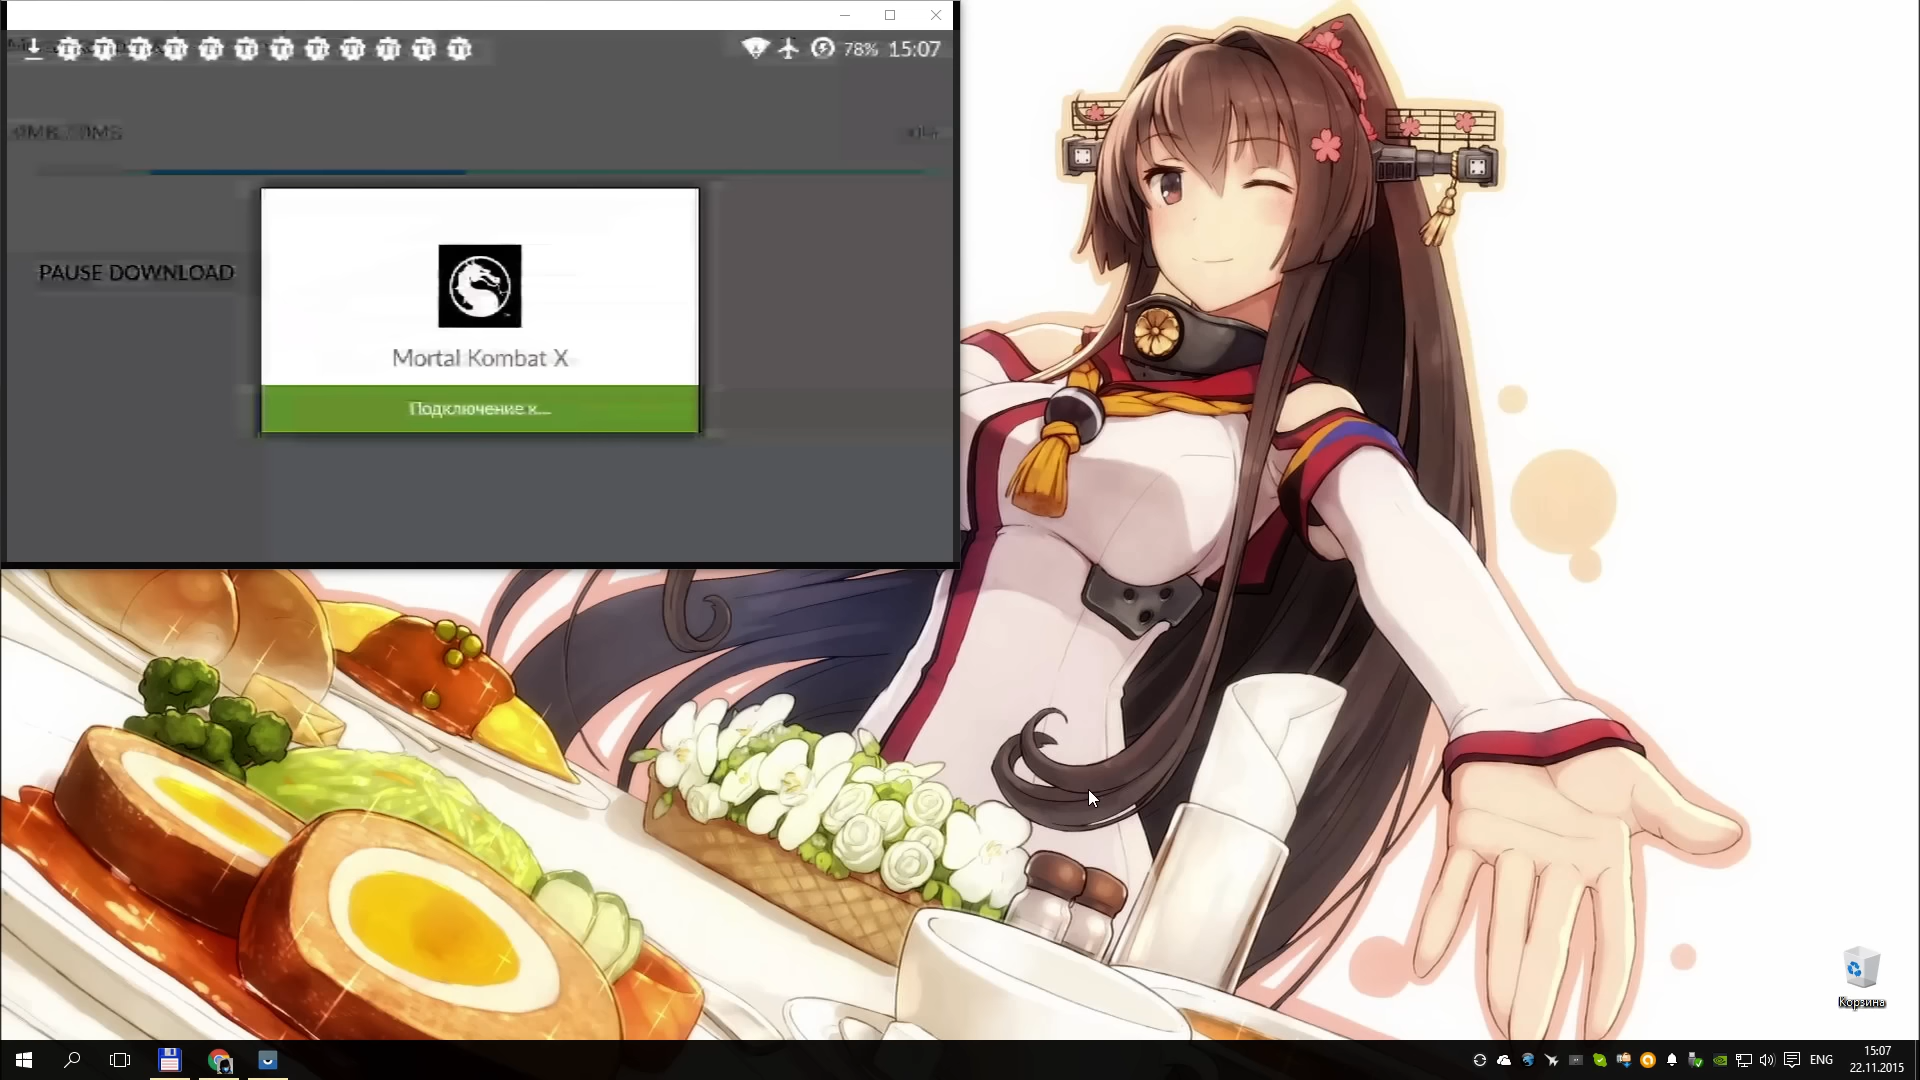 78% 15:07
PAUSE DOWNLOAD
Mortal Kombat X
Подключение к...
Корзина
ENG
15:07
22.11.2015